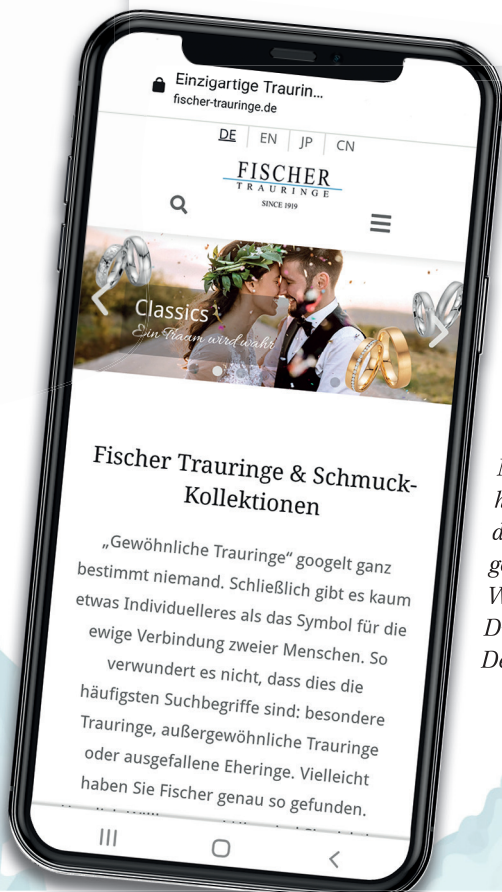 Einzigartige Traurin...
fischer-trauringe.de
DE EN JP CN
FISCHER
TRAURINGE
SINCE 1919
Classics
Ein Traum wird wahr
Fischer Trauringe & Schmuck-
Kollektionen
„Gewöhnliche Trauringe“ googelt ganz
bestimmt niemand. Schließlich gibt es kaum
etwas Individuelleres als das Symbol für die
ewige Verbindung zweier Menschen. So
verwundert es nicht, dass dies die
häufigsten Suchbegriffe sind: besondere
Trauringe, außergewöhnliche Trauringe
oder ausgefallene Eheringe. Vielleicht
haben Sie Fischer genau so gefunden.